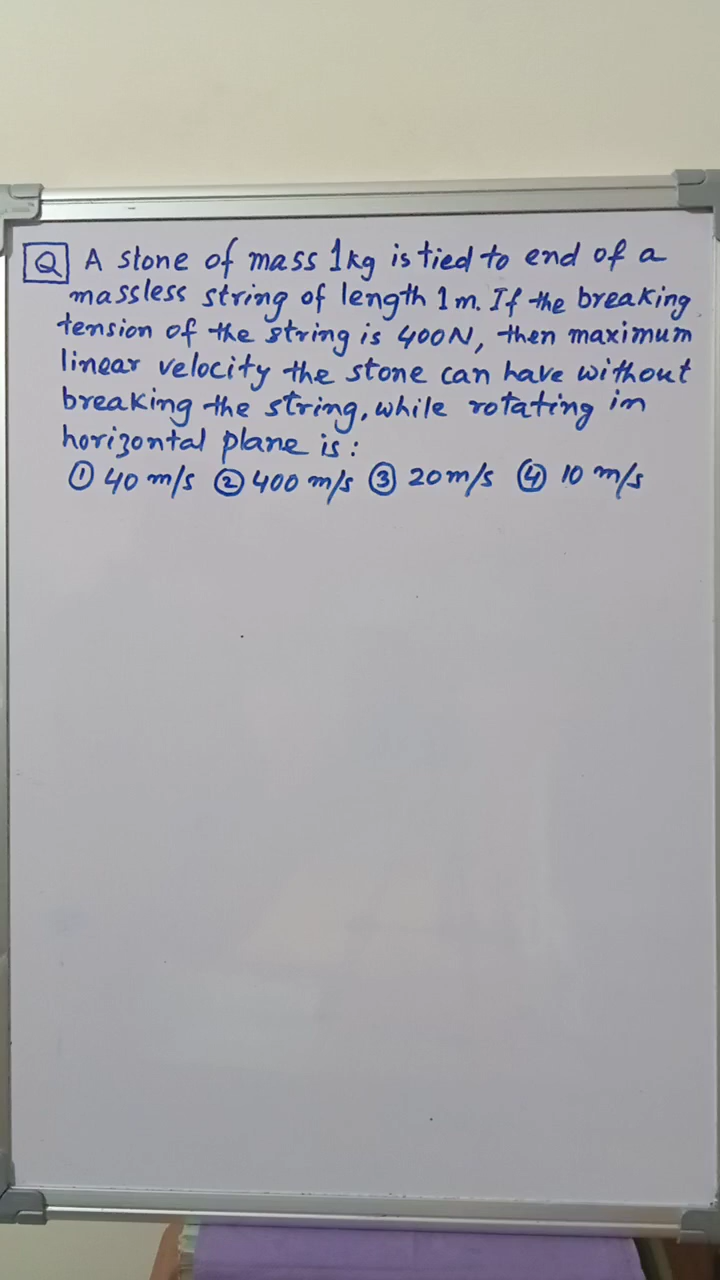 Q A stone of mass 1kg is tied to end of a
massless string of length 1m. If the breaking
tension of the string is 400N, then maximum
linear velocity the stone can have without
breaking the string, while rotating in
horizontal plane is:
① 40 m/s ② 400 m/s ③ 20m/s ④ 10 m/s